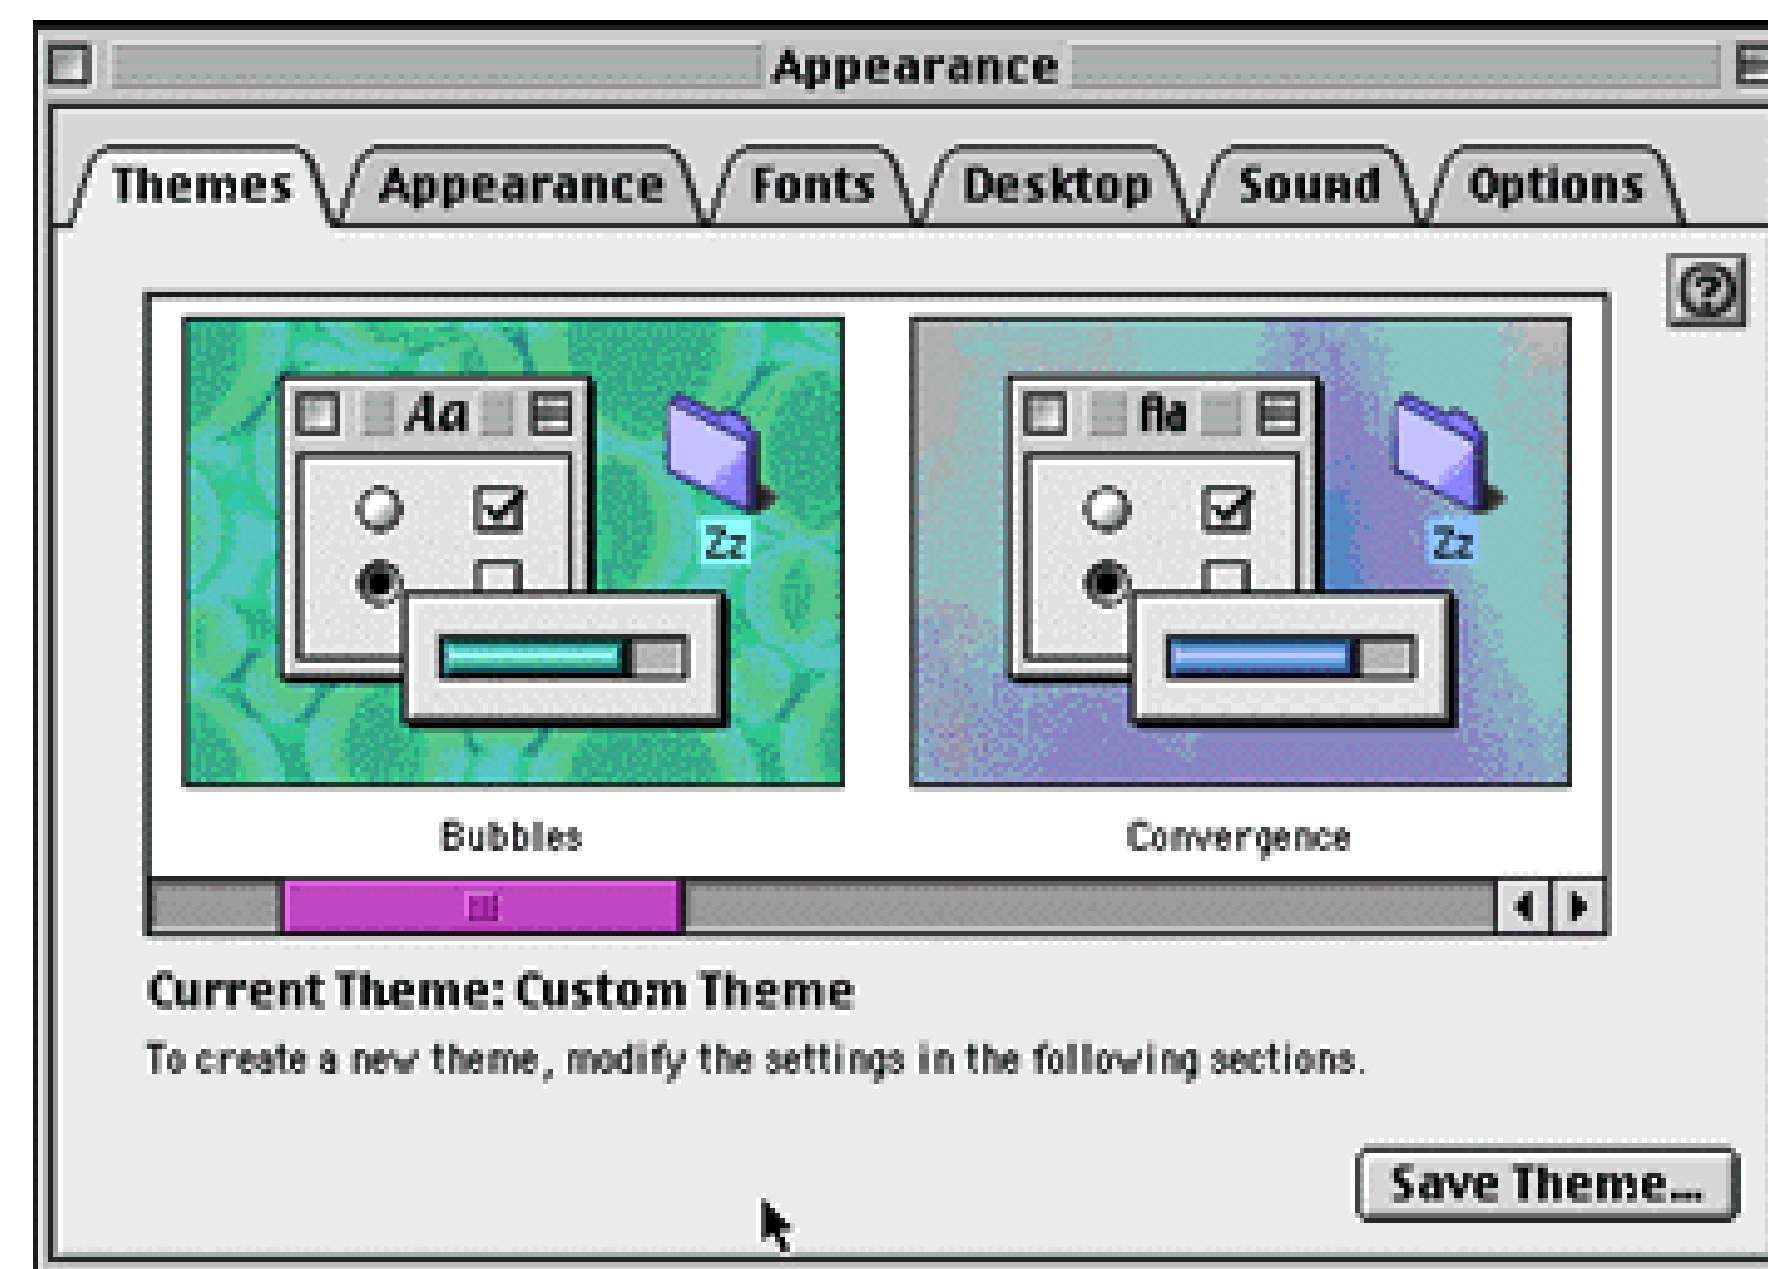 Appearance
Themes Appearance Fonts Desktop Sound Options
Aa Aa
Zz Zz
Bubbles Convergence
Current Theme: Custom Theme
To create a new theme, modify the settings in the following sections.
Save Theme...